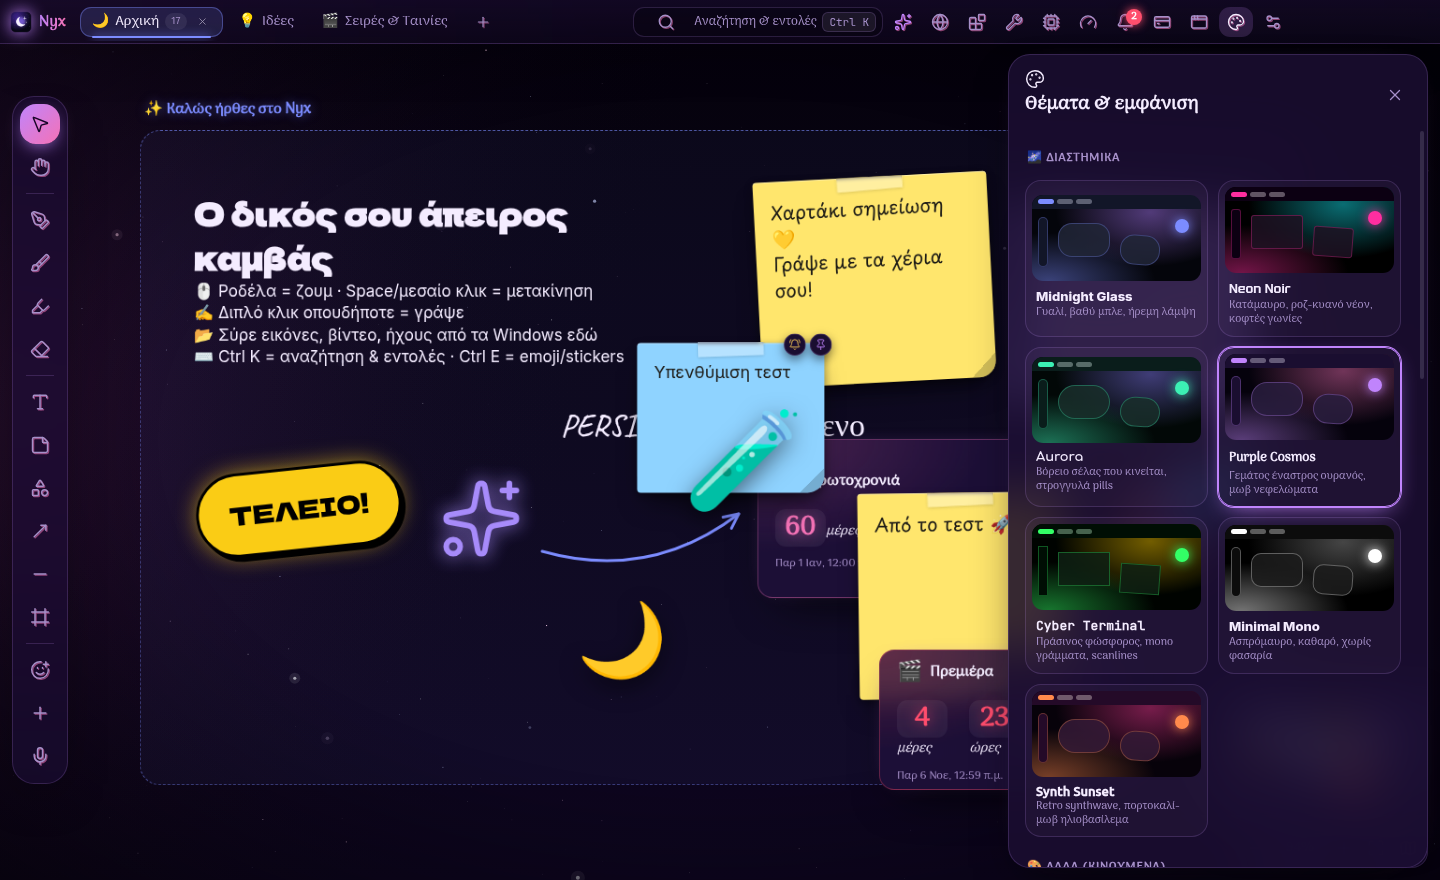 Nyx
Αρχική 17
Ιδέες
Σειρές & Ταινίες
Αναζήτηση & εντολές Ctrl K
2
Καλώς ήρθες στο Nyx
Ο δικός σου άπειρος
καμβάς
Ροδέλα = ζουμ · Space/μεσαίο κλικ = μετακίνηση
Διπλό κλικ οπουδήποτε = γράψε
Σύρε εικόνες, βίντεο, ήχους από τα Windows εδώ
Ctrl K = αναζήτηση & εντολές · Ctrl E = emoji/stickers
Χαρτάκι σημείωση
Γράψε με τα χέρια
σου!
Υπενθύμιση τεστ
PERSI
ενο
ΤΕΛΕΙΟ!
ρωτοχρονιά
60 μέρες
Παρ 1 Ιαν, 12:00
Από το τεστ
Πρεμιέρα
4 23
μέρες ώρες
Παρ 6 Νοε, 12:59 π.μ.
Θέματα & εμφάνιση
ΔΙΑΣΤΗΜΙΚΑ
Midnight Glass
Γυαλί, βαθύ μπλε, ήρεμη λάμψη
Neon Noir
Κατάμαυρο, ροζ-κυανό νέον,
κοφτές γωνίες
Aurora
Βόρειο σέλας που κινείται,
στρογγυλά pills
Purple Cosmos
Γεμάτος έναστρος ουρανός,
μωβ νεφελώματα
Cyber Terminal
Πράσινος φώσφορος, mono
γράμματα, scanlines
Minimal Mono
Ασπρόμαυρο, καθαρό, χωρίς
φασαρία
Synth Sunset
Retro synthwave, πορτοκαλί-
μωβ ηλιοβασίλεμα
ΑΛΛΑ (ΚΙΝΟΥΜΕΝΑ)